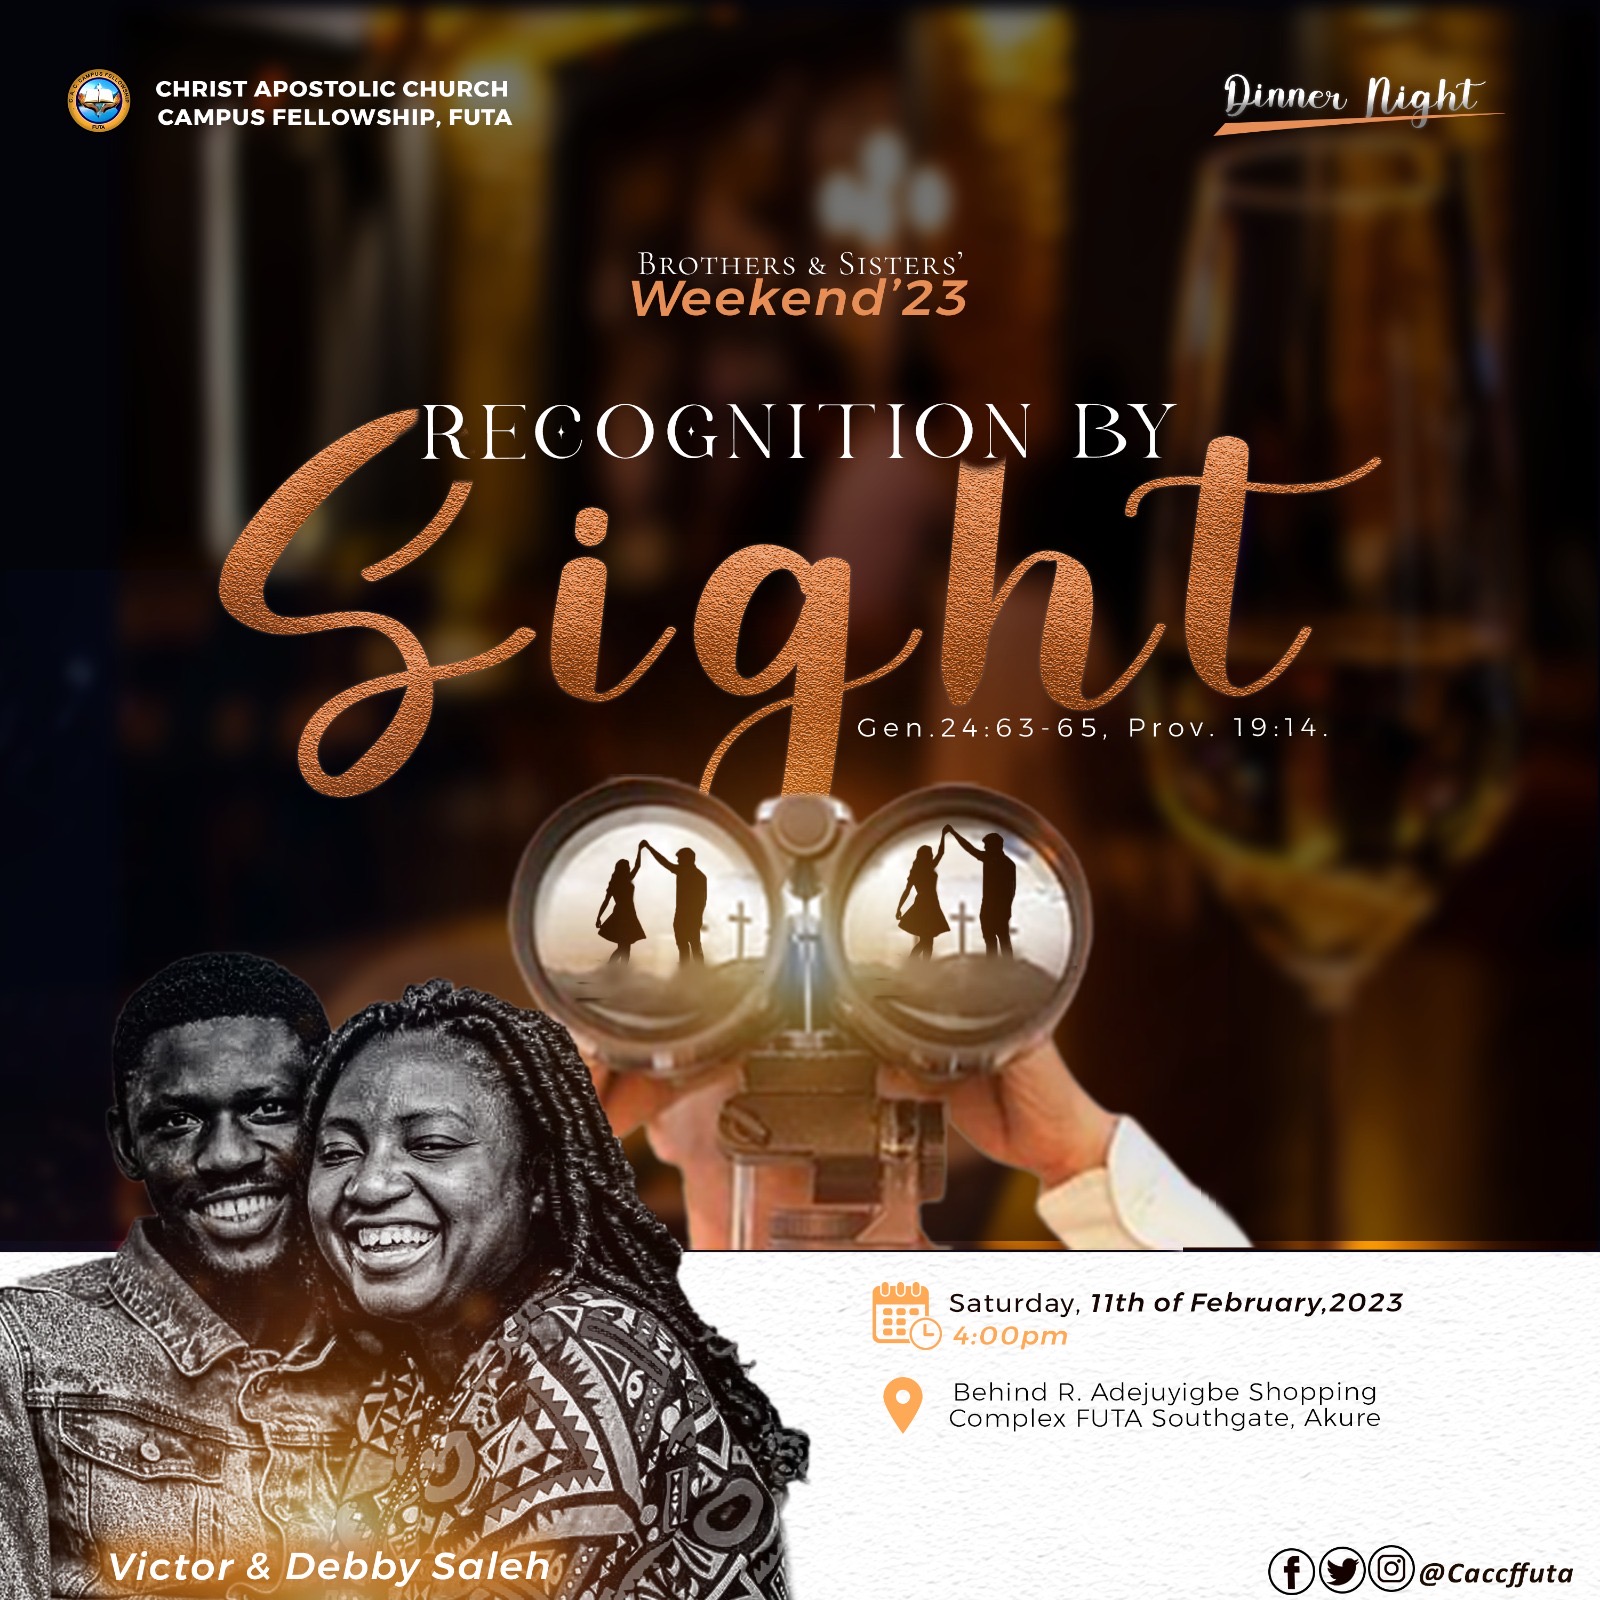 CHRIST APOSTOLIC CHURCH
CAMPUS FELLOWSHIP, FUTA
Dinner Night
BROTHERS & SISTERS'
Weekend'23
RECOGNITION BY
Sight
Gen.24:63-65, Prov. 19:14.
Saturday, 11th of February,2023
4:00pm
Behind R. Adejuyigbe Shopping
Complex FUTA Southgate, Akure
Victor & Debby Saleh
@Caccffuta